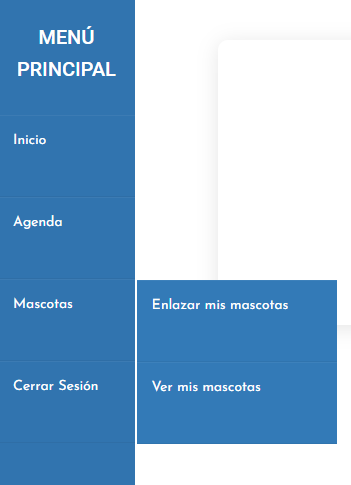 MENÚ
PRINCIPAL
Inicio
Agenda
Mascotas
Enlazar mis mascotas
Cerrar Sesión
Ver mis mascotas